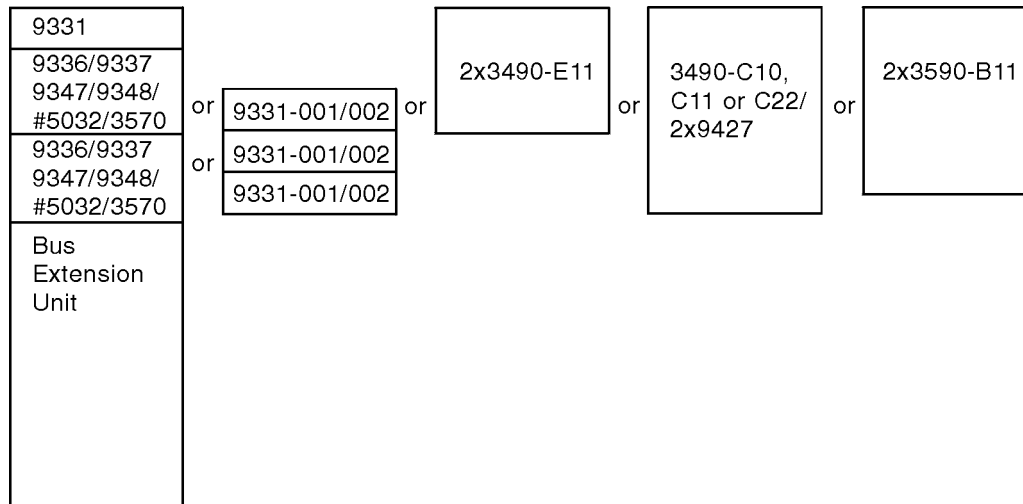 9331
9336/9337
9347/9348/
#5032/3570
9336/9337
9347/9348/
#5032/3570
Bus
Extension
Unit
or
or
9331-001/002
9331-001/002
9331-001/002
or
2x3490-E11
or
3490-C10,
C11 or C22/
2x9427
or
2x3590-B11